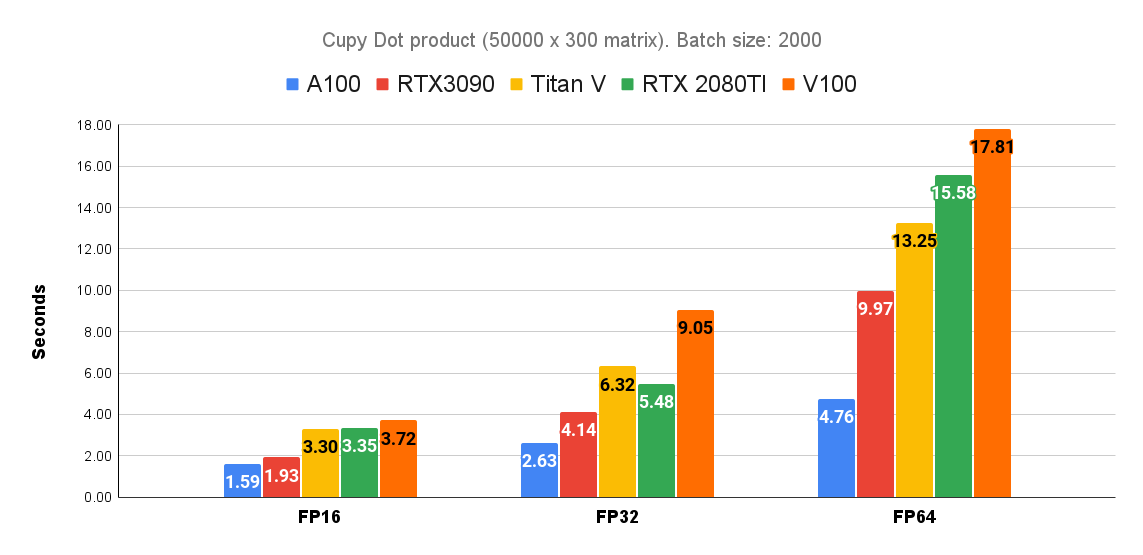 Cupy Dot product (50000 x 300 matrix). Batch size: 2000
A100 RTX3090 Titan V RTX 2080TI V100
Seconds
18.00
16.00
14.00
12.00
10.00
8.00
6.00
4.00
2.00
0.00
1.59 1.93 3.30 3.35 3.72
2.63 4.14 6.32 5.48 9.05
4.76 9.97 13.25 15.58 17.81
FP16 FP32 FP64